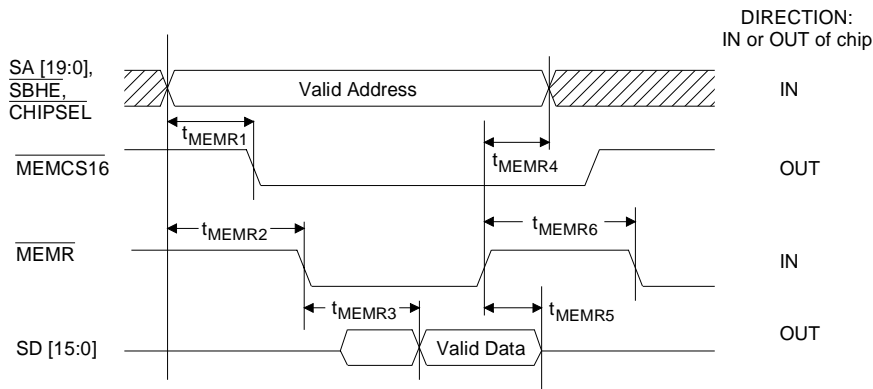 DIRECTION:
IN or OUT of chip
SA [19:0],
SBHE,
CHIPSEL
Valid Address
IN
tMEMR1
tMEMR4
MEMCS16
OUT
tMEMR2
tMEMR6
MEMR
IN
tMEMR3
tMEMR5
OUT
SD [15:0]
Valid Data